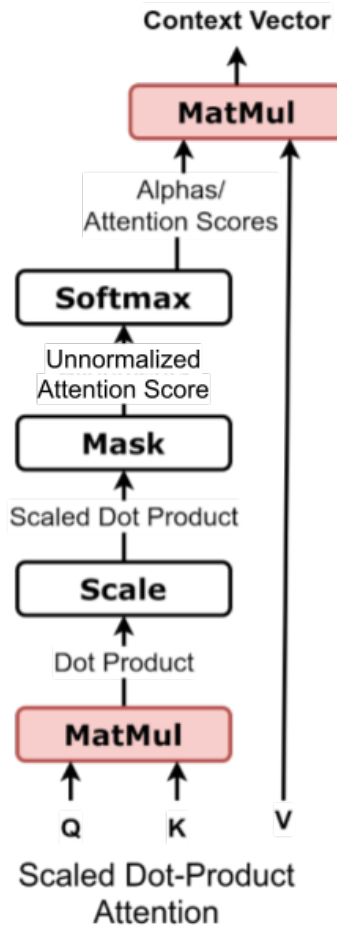 Context Vector
MatMul
Alphas/
Attention Scores
Softmax
Unnormalized
Attention Score
Mask
Scaled Dot Product
Scale
Dot Product
MatMul
Q K V
Scaled Dot-Product
Attention